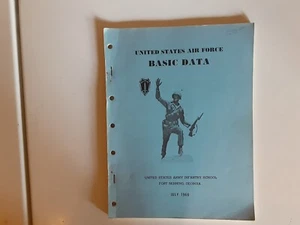 UNITED STATES AIR FORCE
BASIC DATA
UNITED STATES ARMY INFANTRY SCHOOL
FORT BENNING, GEORGIA
JULY 1968